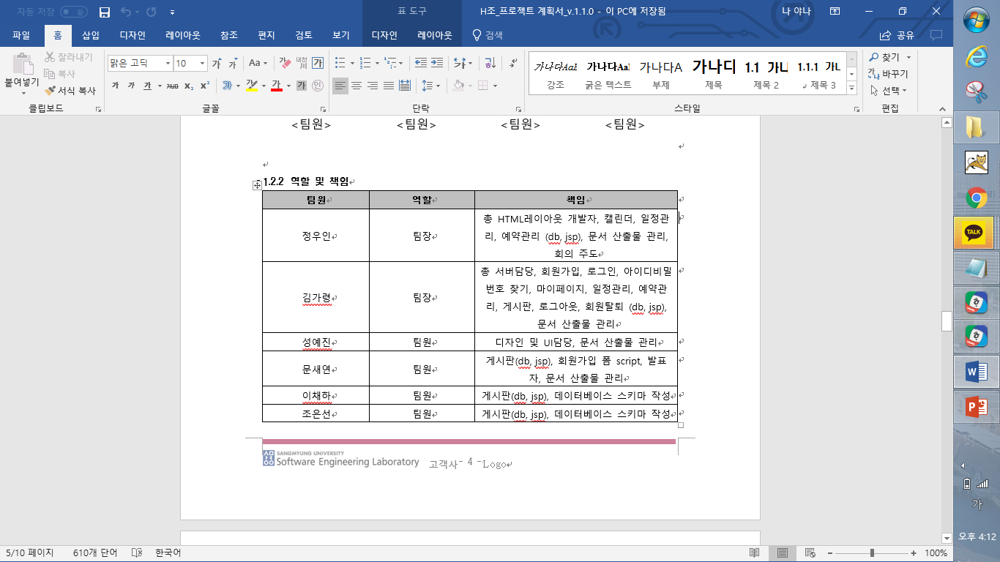 자동 저장 끔 표 도구 H조_프로젝트 계획서_v.1.1.0 - 이 PC에 저장됨 나 야나
파일 홈 삽입 디자인 레이아웃 참조 편지 검토 보기 디자인 레이아웃 검색 공유
붙여넣기 잘라내기 복사 서식 복사
맑은 고딕 10
가나다AaB 가나다Aa 가나다A 가나디 1.1 가니 1.1.1 가
강조 굵은 텍스트 부제 제목 제목 2 제목 3
찾기 바꾸기 선택
클립보드 글꼴 단락 스타일 편집
<팀원> <팀원> <팀원> <팀원>
1.2.2 역할 및 책임
팀원 역할 책임
정우인 팀장 총 HTML레이아웃 개발자, 캘린더, 일정관
리, 예약관리 (db, jsp), 문서 산출물 관리,
회의 주도
김가령 팀장 총 서버담당, 회원가입, 로그인, 아이디비밀
번호 찾기, 마이페이지, 일정관리, 예약관
리, 게시판, 로그아웃, 회원탈퇴 (db, jsp),
문서 산출물 관리
성예진 팀원 디자인 및 UI담당, 문서 산출물 관리
문새연 팀원 게시판(db, jsp), 회원가입 폼 script, 발표
자, 문서 산출물 관리
이채하 팀원 게시판(db, jsp), 데이터베이스 스키마 작성
조은선 팀원 게시판(db, jsp), 데이터베이스 스키마 작성
SANGMYUNG UNIVERSITY
Software Engineering Laboratory 고객사- 4 -Logo
5/10 페이지 610개 단어 한국어 100%
TALK
가
오후 4:12